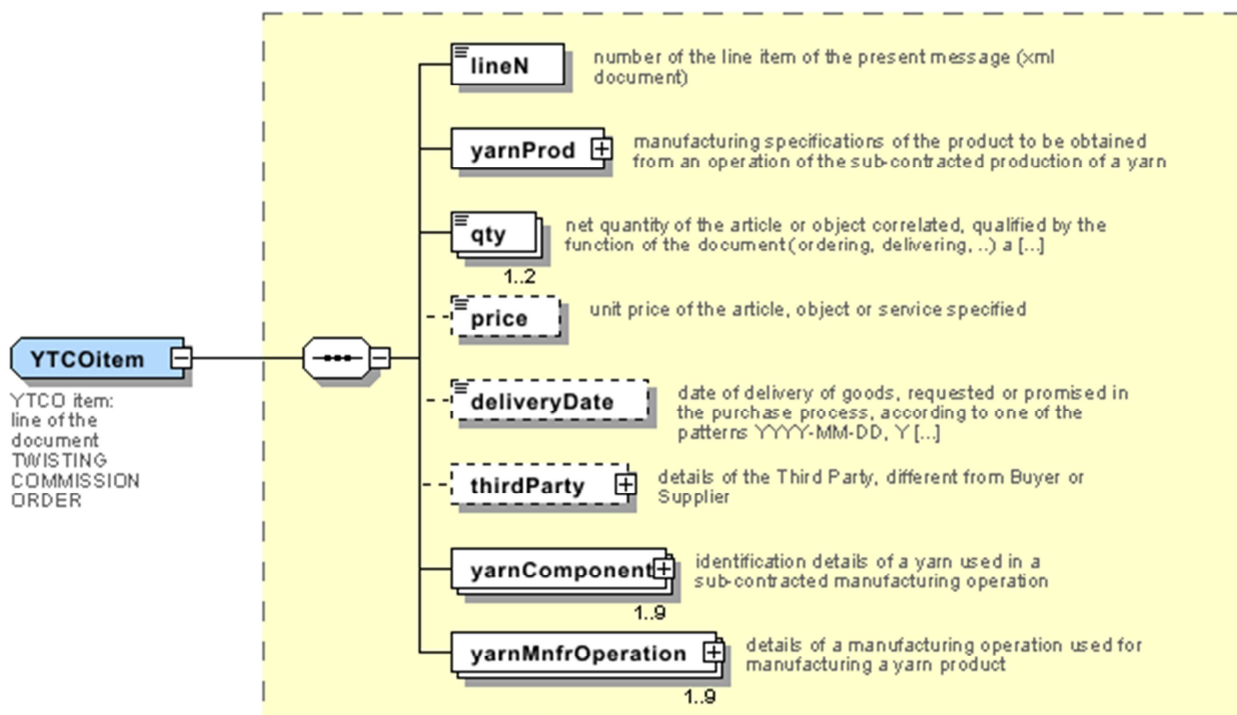 lineN
number of the line item of the present message (xml
document)
yarnProd
manufacturing specifications of the product to be obtained
from an operation of the sub-contracted production of a yarn
qty
net quantity of the article or object correlated, qualified by the
function of the document (ordering, delivering, ..) a [...]
1..2
price
unit price of the article, object or service specified
YTCOitem
YTCO item:
line of the
document
TWISTING
COMMISSION
ORDER
deliveryDate
date of delivery of goods, requested or promised in
the purchase process, according to one of the
patterns YYYY-MM-DD, Y [...]
thirdParty
details of the Third Party, different from Buyer or
Supplier
yarnComponent
identification details of a yarn used in a
sub-contracted manufacturing operation
1..9
yarnMnfrOperation
details of a manufacturing operation used for
manufacturing a yarn product
1..9